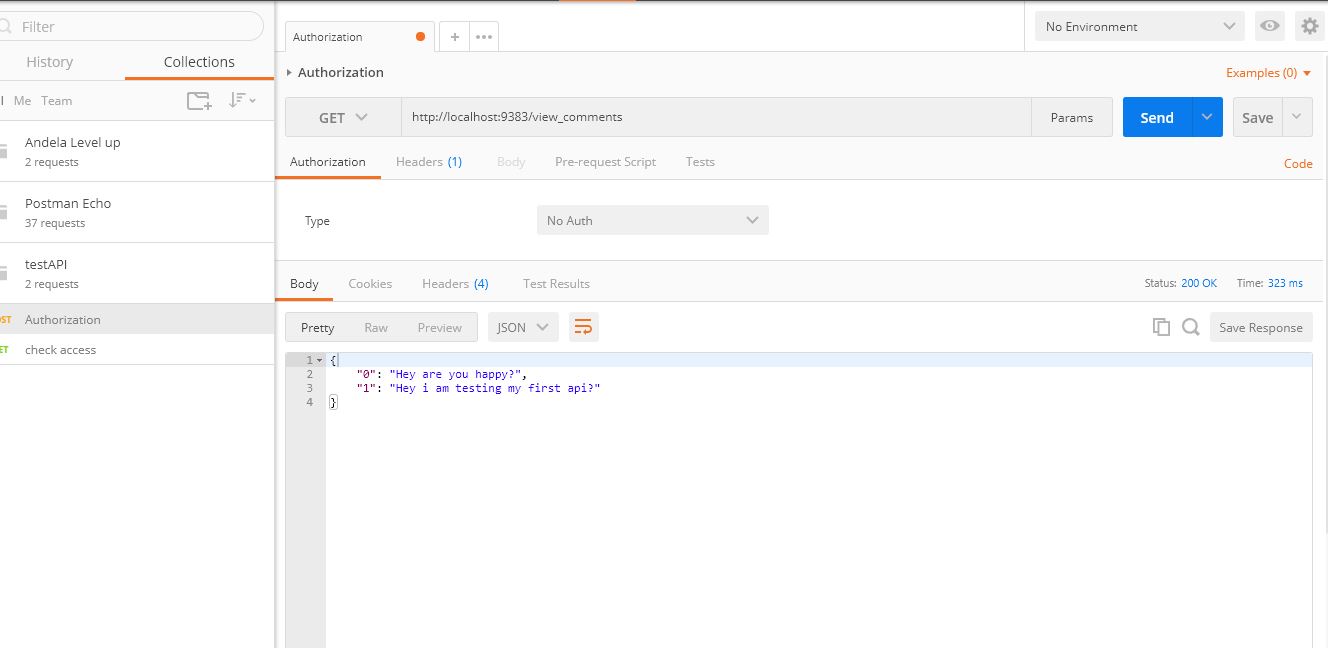 Filter
History Collections
Me Team
Andela Level up
2 requests
Postman Echo
37 requests
testAPI
2 requests
Authorization
check access
Authorization + •••
No Environment
Authorization
Examples (0)
GET http://localhost:9383/view_comments Params Send Save
Authorization Headers (1) Body Pre-request Script Tests Code
Type No Auth
Body Cookies Headers (4) Test Results Status: 200 OK Time: 323 ms
Pretty Raw Preview JSON Save Response
1 {
2 "0": "Hey are you happy?",
3 "1": "Hey i am testing my first api?"
4 }